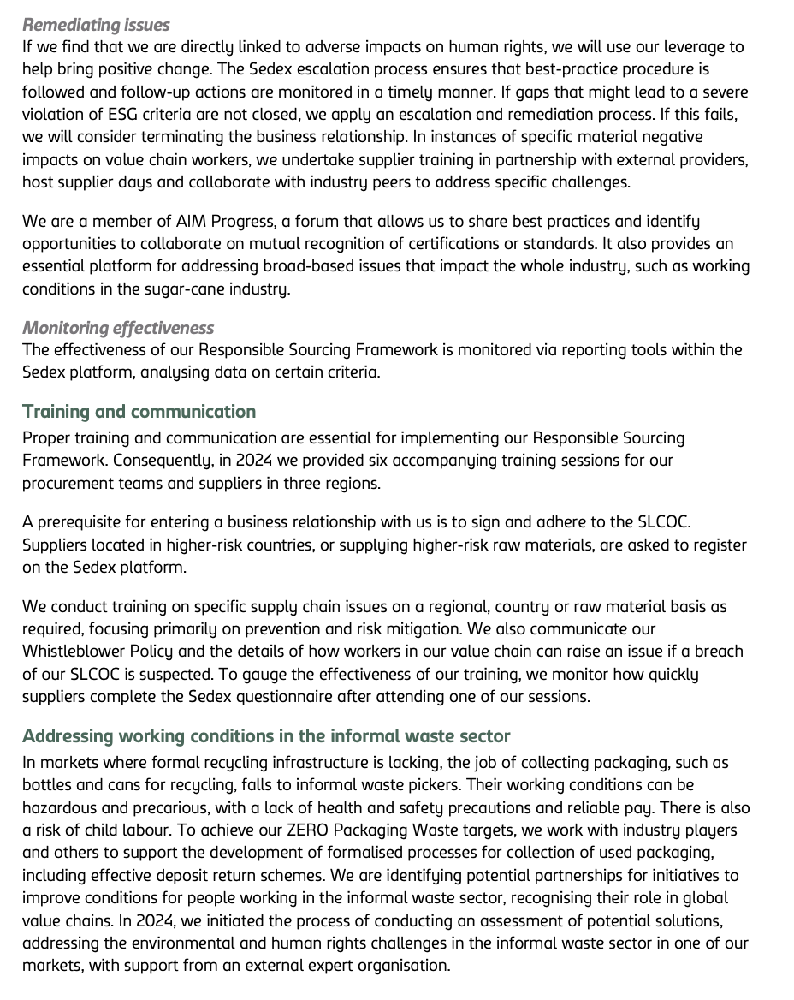 Remediating issues
If we find that we are directly linked to adverse impacts on human rights, we will use our leverage to
help bring positive change. The Sedex escalation process ensures that best-practice procedure is
followed and follow-up actions are monitored in a timely manner. If gaps that might lead to a severe
violation of ESG criteria are not closed, we apply an escalation and remediation process. If this fails,
we will consider terminating the business relationship. In instances of specific material negative
impacts on value chain workers, we undertake supplier training in partnership with external providers,
host supplier days and collaborate with industry peers to address specific challenges.
We are a member of AIM Progress, a forum that allows us to share best practices and identify
opportunities to collaborate on mutual recognition of certifications or standards. It also provides an
essential platform for addressing broad-based issues that impact the whole industry, such as working
conditions in the sugar-cane industry.
Monitoring effectiveness
The effectiveness of our Responsible Sourcing Framework is monitored via reporting tools within the
Sedex platform, analysing data on certain criteria.
Training and communication
Proper training and communication are essential for implementing our Responsible Sourcing
Framework. Consequently, in 2024 we provided six accompanying training sessions for our
procurement teams and suppliers in three regions.
A prerequisite for entering a business relationship with us is to sign and adhere to the SLCOC.
Suppliers located in higher-risk countries, or supplying higher-risk raw materials, are asked to register
on the Sedex platform.
We conduct training on specific supply chain issues on a regional, country or raw material basis as
required, focusing primarily on prevention and risk mitigation. We also communicate our
Whistleblower Policy and the details of how workers in our value chain can raise an issue if a breach
of our SLCOC is suspected. To gauge the effectiveness of our training, we monitor how quickly
suppliers complete the Sedex questionnaire after attending one of our sessions.
Addressing working conditions in the informal waste sector
In markets where formal recycling infrastructure is lacking, the job of collecting packaging, such as
bottles and cans for recycling, falls to informal waste pickers. Their working conditions can be
hazardous and precarious, with a lack of health and safety precautions and reliable pay. There is also
a risk of child labour. To achieve our ZERO Packaging Waste targets, we work with industry players
and others to support the development of formalised processes for collection of used packaging,
including effective deposit return schemes. We are identifying potential partnerships for initiatives to
improve conditions for people working in the informal waste sector, recognising their role in global
value chains. In 2024, we initiated the process of conducting an assessment of potential solutions,
addressing the environmental and human rights challenges in the informal waste sector in one of our
markets, with support from an external expert organisation.